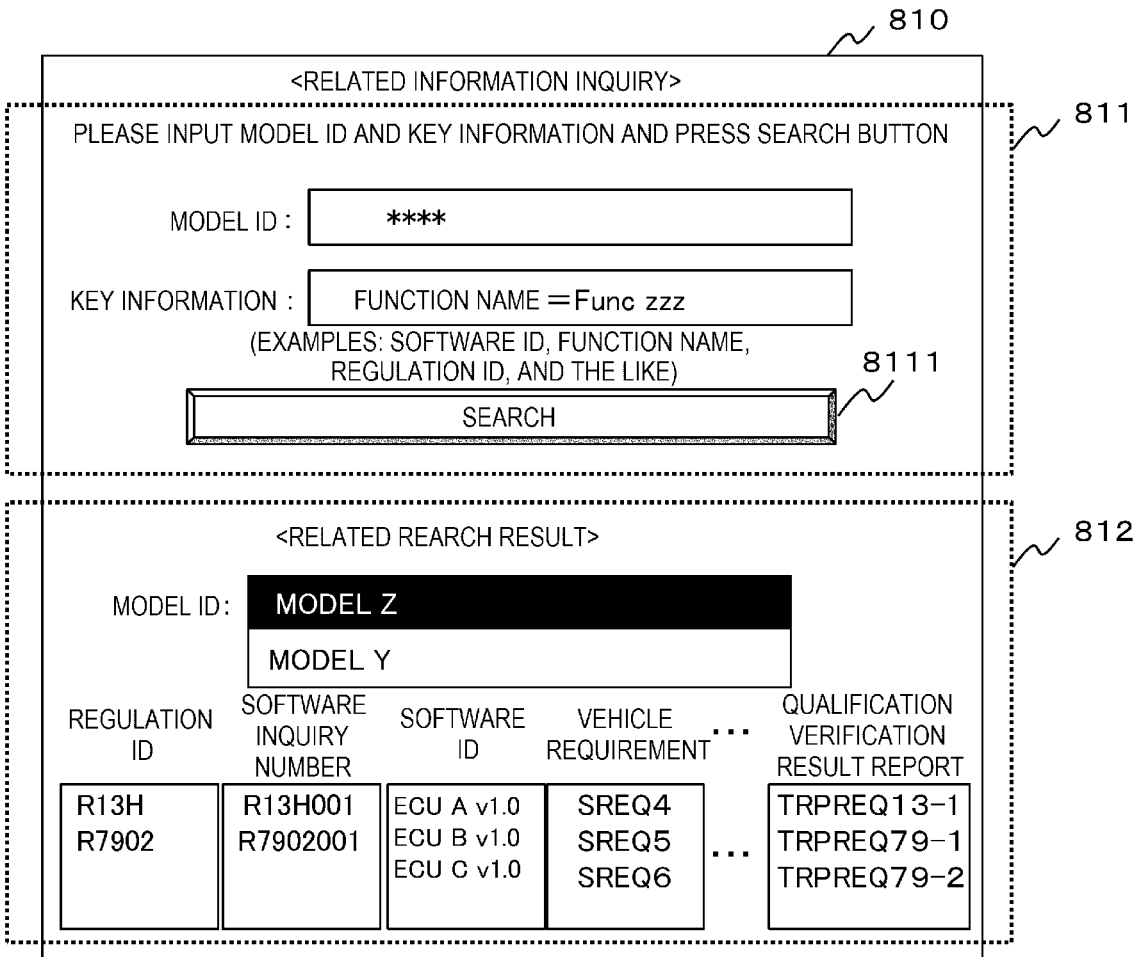 810
<RELATED INFORMATION INQUIRY>
811
PLEASE INPUT MODEL ID AND KEY INFORMATION AND PRESS SEARCH BUTTON
MODEL ID : ****
KEY INFORMATION : FUNCTION NAME =Func zzz
(EXAMPLES: SOFTWARE ID, FUNCTION NAME,
REGULATION ID, AND THE LIKE)
8111
SEARCH
812
<RELATED REARCH RESULT>
MODEL ID: MODEL Z
MODEL Y
REGULATION
ID
SOFTWARE
INQUIRY
NUMBER
SOFTWARE
ID
VEHICLE
REQUIREMENT
...
QUALIFICATION
VERIFICATION
RESULT REPORT
R13H
R7902
R13H001
R7902001
ECU A v1.0
ECU B v1.0
ECU C v1.0
SREQ4
SREQ5
SREQ6
...
TRPREQ13-1
TRPREQ79-1
TRPREQ79-2